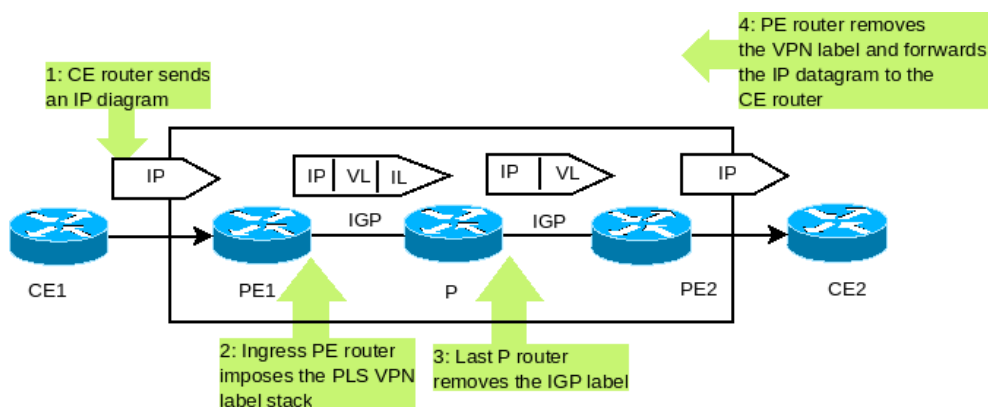 4: PE router removes
the VPN label and forrwards
the IP datagram to the
CE router
1: CE router sends
an IP diagram
IP
IP VL IL
IP VL
IP
IGP
IGP
CE1
PE1
P
PE2
CE2
2: Ingress PE router
imposes the PLS VPN
label stack
3: Last P router
removes the IGP label